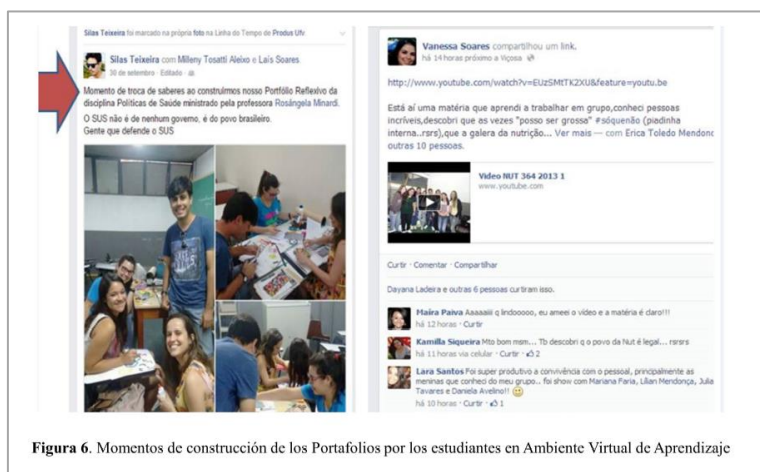 Silas Teixeira foi marcado na própria foto na Linha do Tempo de Produs Ufv
Silas Teixeira com Milleny Tosatti Aleixo e Laís Soares
30 de setembro · Editado ·
Momento de troca de saberes ao construirmos nosso Portfólio Reflexivo da
disciplina Políticas de Saúde ministrado pela professora Rosângela Minardi.
O SUS não é de nenhum governo, é do povo brasileiro.
Gente que defende o SUS
Vanessa Soares compartilhou um link.
há 14 horas próximo a Viçosa
http://www.youtube.com/watch?v=EUzSMtTK2XU&feature=youtu.be
Está aí uma matéria que aprendi a trabalhar em grupo,conheci pessoas
incríveis,descobri que as vezes "posso ser grossa" #sóquenão (piadinha
interna..rsrs),que a galera da nutrição... Ver mais — com Erica Toledo Mendonc
outras 10 pessoas.
Video NUT 364 2013 1
www.youtube.com
Curtir · Comentar · Compartilhar
Dayana Ladeira e outras 6 pessoas curtiram isso.
Maíra Paiva Aaaaaiii q lindooooo, eu ameei o vídeo e a matéria é claro!!!
há 12 horas · Curtir
Kamilla Siqueira Mto bom msm... Tb descobri q o povo da Nut é legal... rsrsrs
há 11 horas via celular · Curtir · 2
Lara Santos Foi super produtivo a convivência com o pessoal, principalmente as
meninas que conheci do meu grupo.. foi show com Mariana Faria, Lílian Mendonça, Julia
Tavares e Daniela Avelino!!
há 10 horas · Curtir · 1
Figura 6. Momentos de construcción de los Portafolios por los estudiantes en Ambiente Virtual de Aprendizaje